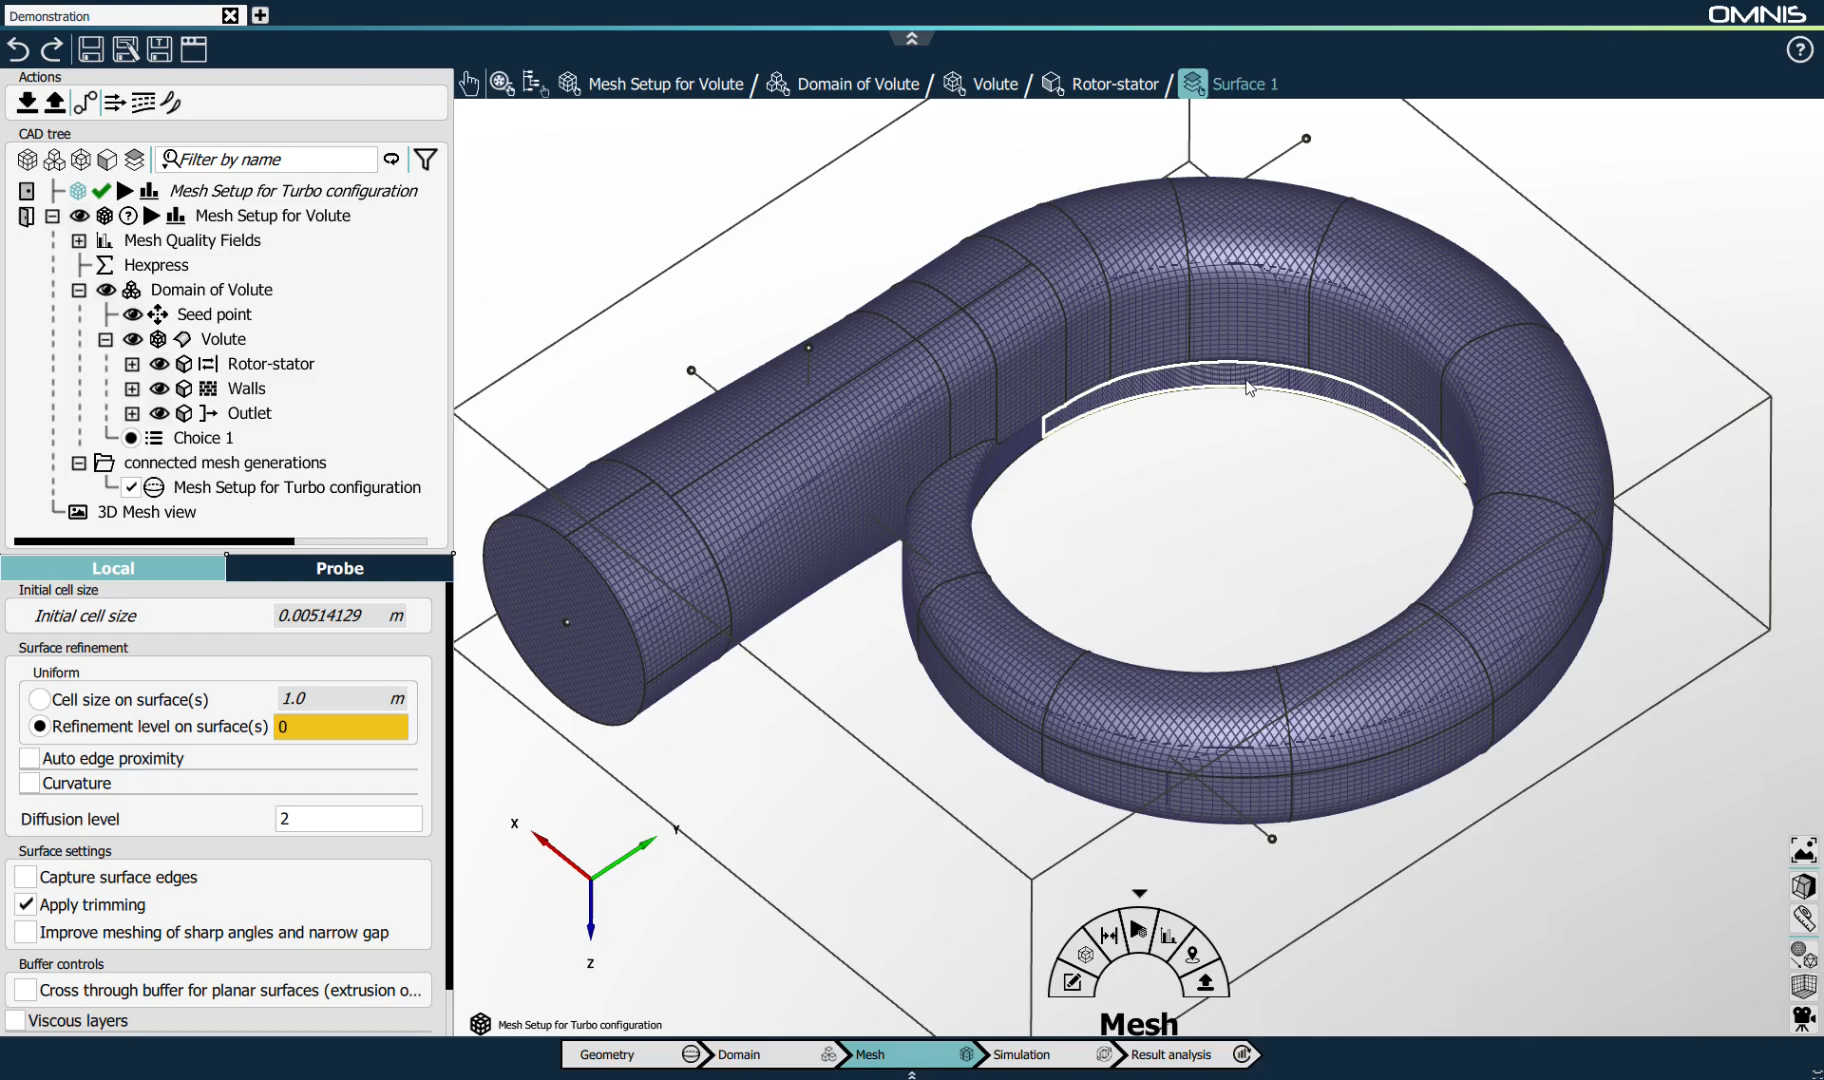 Demonstration
OMNIS
Actions
CAD tree
Filter by name
Mesh Setup for Turbo configuration
Mesh Setup for Volute
Mesh Quality Fields
Hexpress
Domain of Volute
Seed point
Volute
Rotor-stator
Walls
Outlet
Choice 1
connected mesh generations
Mesh Setup for Turbo configuration
3D Mesh view
Local Probe
Initial cell size
Initial cell size 0.00514129 m
Surface refinement
Uniform
Cell size on surface(s) 1.0 m
Refinement level on surface(s) 0
Auto edge proximity
Curvature
Diffusion level 2
Surface settings
Capture surface edges
Apply trimming
Improve meshing of sharp angles and narrow gap
Buffer controls
Cross through buffer for planar surfaces (extrusion o...
Viscous layers
Mesh Setup for Volute / Domain of Volute / Volute / Rotor-stator / Surface 1
X
Y
Z
Mesh
Mesh Setup for Turbo configuration
Geometry Domain Mesh Simulation Result analysis